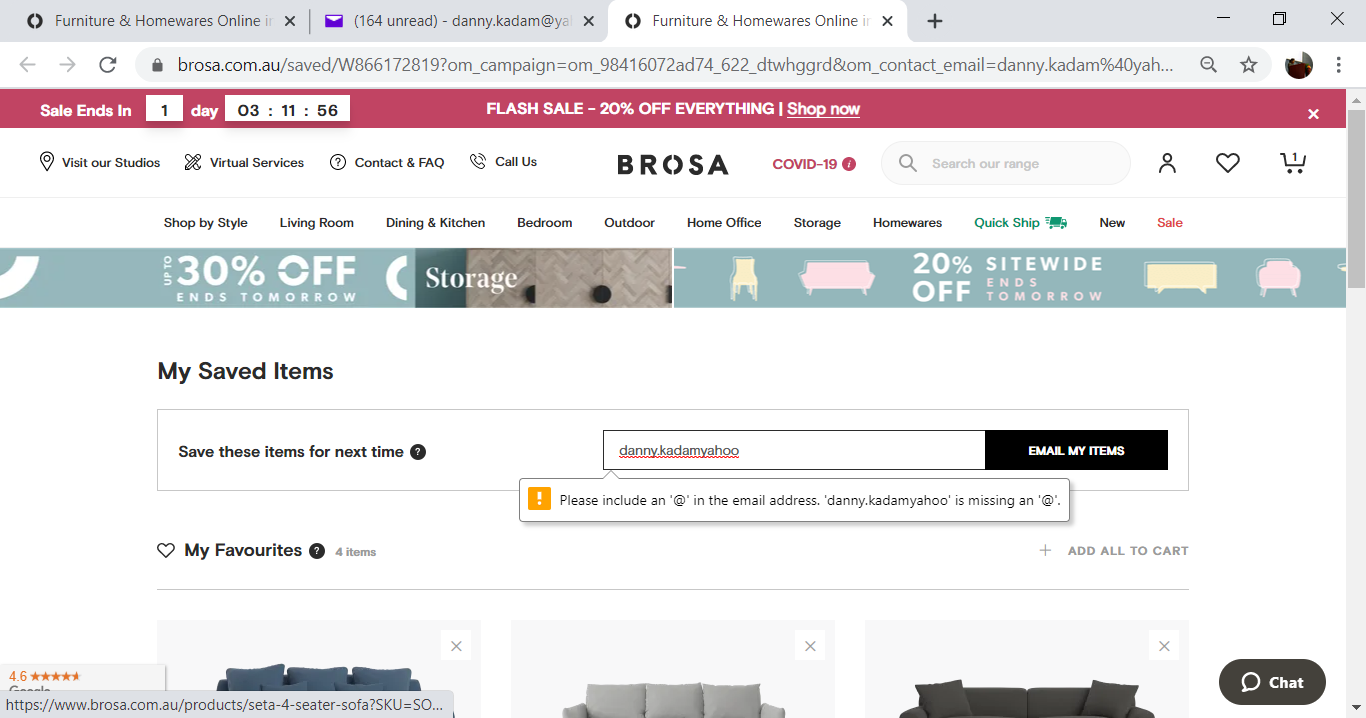 Furniture & Homewares Online in
(164 unread) - danny.kadam@yah
Furniture & Homewares Online in
brosa.com.au/saved/W866172819?om_campaign=om_98416072ad74_622_dtwhggrd&om_contact_email=danny.kadam%40yah...
Sale Ends In 1 day 03 : 11 : 56
FLASH SALE - 20% OFF EVERYTHING | Shop now
Visit our Studios
Virtual Services
Contact & FAQ
Call Us
BROSA
COVID-19
Search our range
1
Shop by Style
Living Room
Dining & Kitchen
Bedroom
Outdoor
Home Office
Storage
Homewares
Quick Ship
New
Sale
UP TO 30% OFF
ENDS TOMORROW
Storage
20% OFF
SITEWIDE
ENDS
TOMORROW
My Saved Items
Save these items for next time ?
danny.kadamyahoo
EMAIL MY ITEMS
Please include an '@' in the email address. 'danny.kadamyahoo' is missing an '@'.
My Favourites ? 4 items
+ ADD ALL TO CART
4.6
Google
Chat
https://www.brosa.com.au/products/seta-4-seater-sofa?SKU=SO...